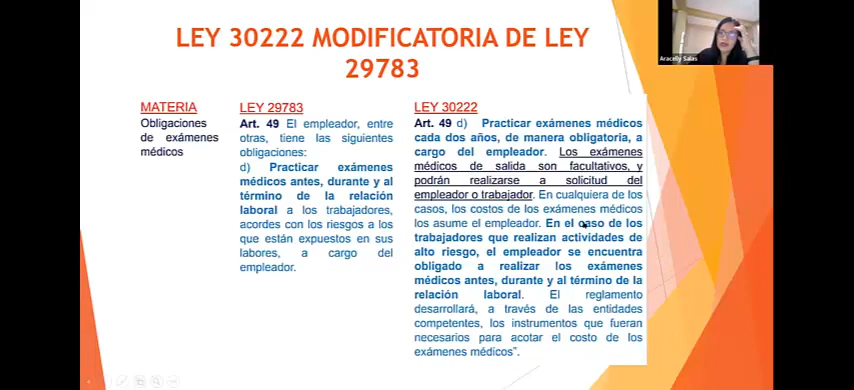 LEY 30222 MODIFICATORIA DE LEY
29783
Aracelly Salas
MATERIA
Obligaciones
de exámenes
médicos
LEY 29783
Art. 49 El empleador, entre
otras, tiene las siguientes
obligaciones:
d) Practicar exámenes
médicos antes, durante y al
término de la relación
laboral a los trabajadores,
acordes con los riesgos a los
que están expuestos en sus
labores, a cargo del
empleador.
LEY 30222
Art. 49 d) Practicar exámenes médicos
cada dos años, de manera obligatoria, a
cargo del empleador. Los exámenes
médicos de salida son facultativos, y
podrán realizarse a solicitud del
empleador o trabajador. En cualquiera de los
casos, los costos de los exámenes médicos
los asume el empleador. En el caso de los
trabajadores que realizan actividades de
alto riesgo, el empleador se encuentra
obligado a realizar los exámenes
médicos antes, durante y al término de la
relación laboral. El reglamento
desarrollará, a través de las entidades
competentes, los instrumentos que fueran
necesarios para acotar el costo de los
exámenes médicos”.